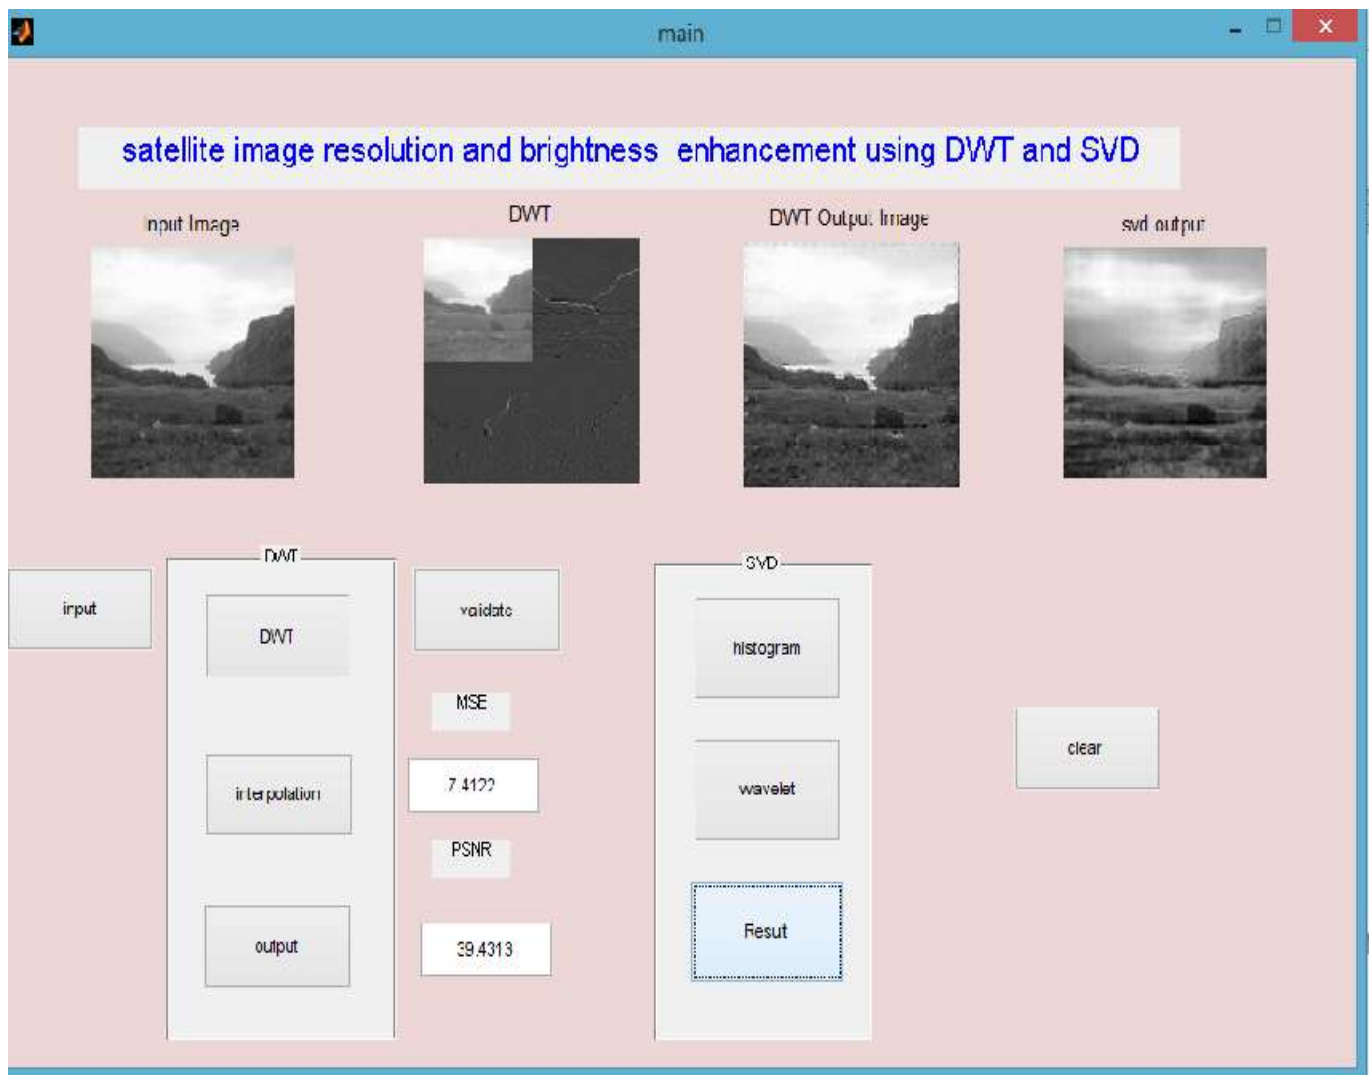 main
satellite image resolution and brightness enhancement using DWT and SVD
Input Image
DWT
DWT Output Image
svd output
DWT
SVD
input
DWT
validate
histogram
MSE
7.4122
interpolation
wavelet
clear
PSNR
output
39.4313
Resut